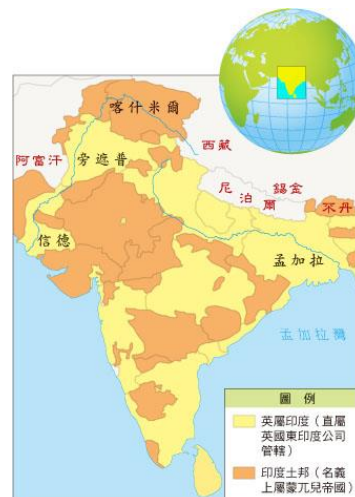 喀什米爾
西藏
阿富汗
旁遮普
尼泊爾
錫金
不丹
信德
孟加拉
孟加拉灣
圖例
英屬印度（直屬
英國東印度公司
管轄）
印度土邦（名義
上屬蒙兀兒帝國）